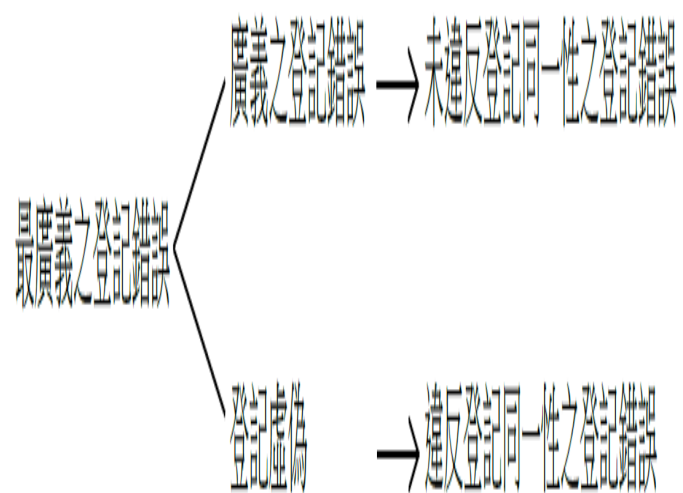 廣義之登記錯誤
未違反登記同一性之登記錯誤
最廣義之登記錯誤
登記虛偽
違反登記同一性之登記錯誤